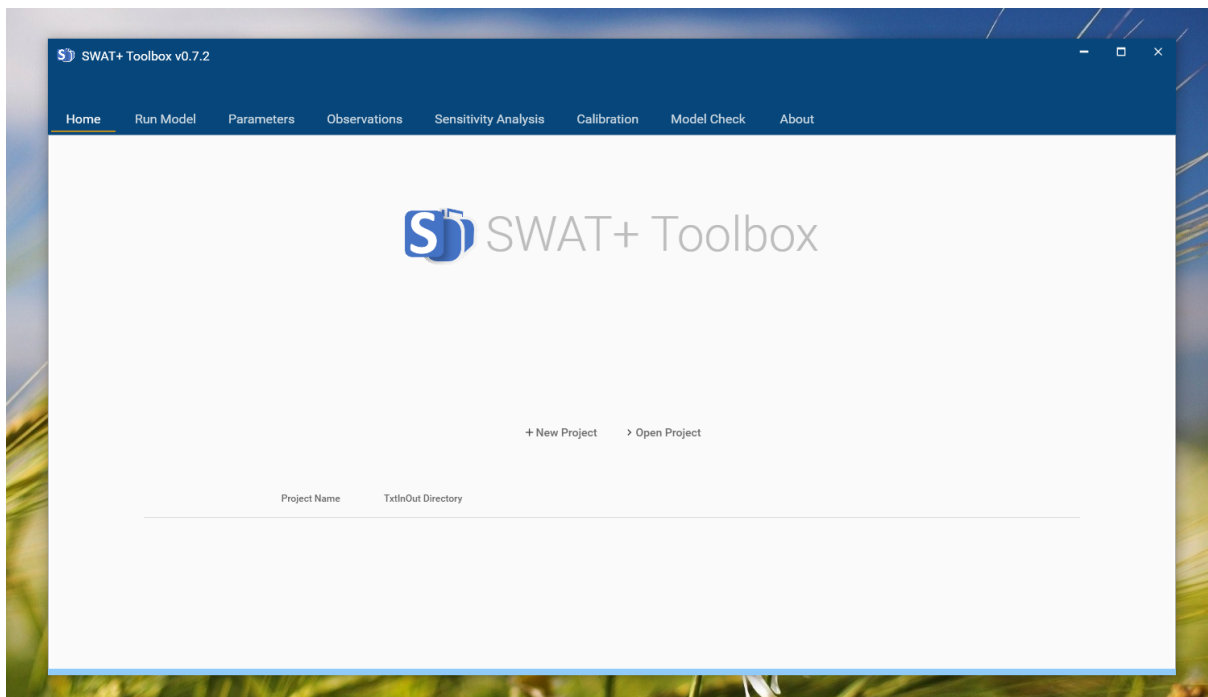 SWAT+ Toolbox v0.7.2
Home Run Model Parameters Observations Sensitivity Analysis Calibration Model Check About
SWAT+ Toolbox
+ New Project > Open Project
Project Name TxtInOut Directory